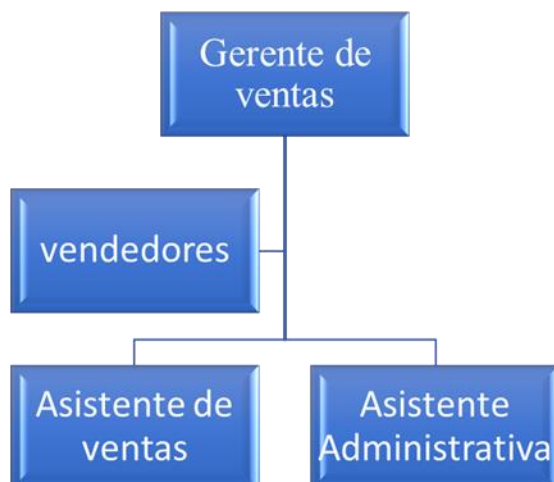 Gerente de
ventas
vendedores
Asistente de
ventas
Asistente
Administrativa